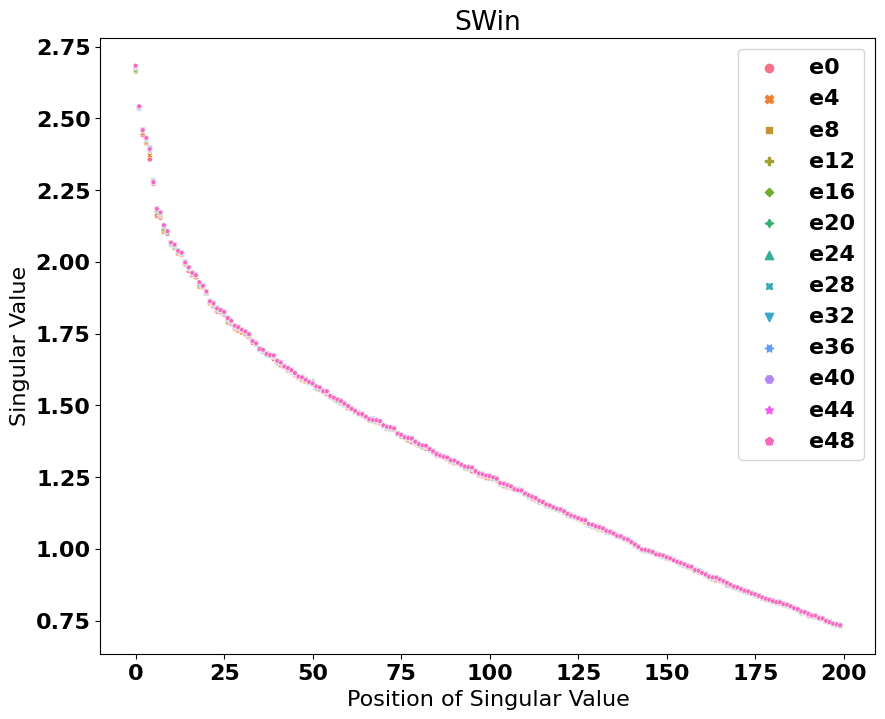 SWin
2.75
2.50
2.25
2.00
1.75
1.50
1.25
1.00
0.75
Singular Value
0
25
50
75
100
125
150
175
200
Position of Singular Value
e0
e4
e8
e12
e16
e20
e24
e28
e32
e36
e40
e44
e48